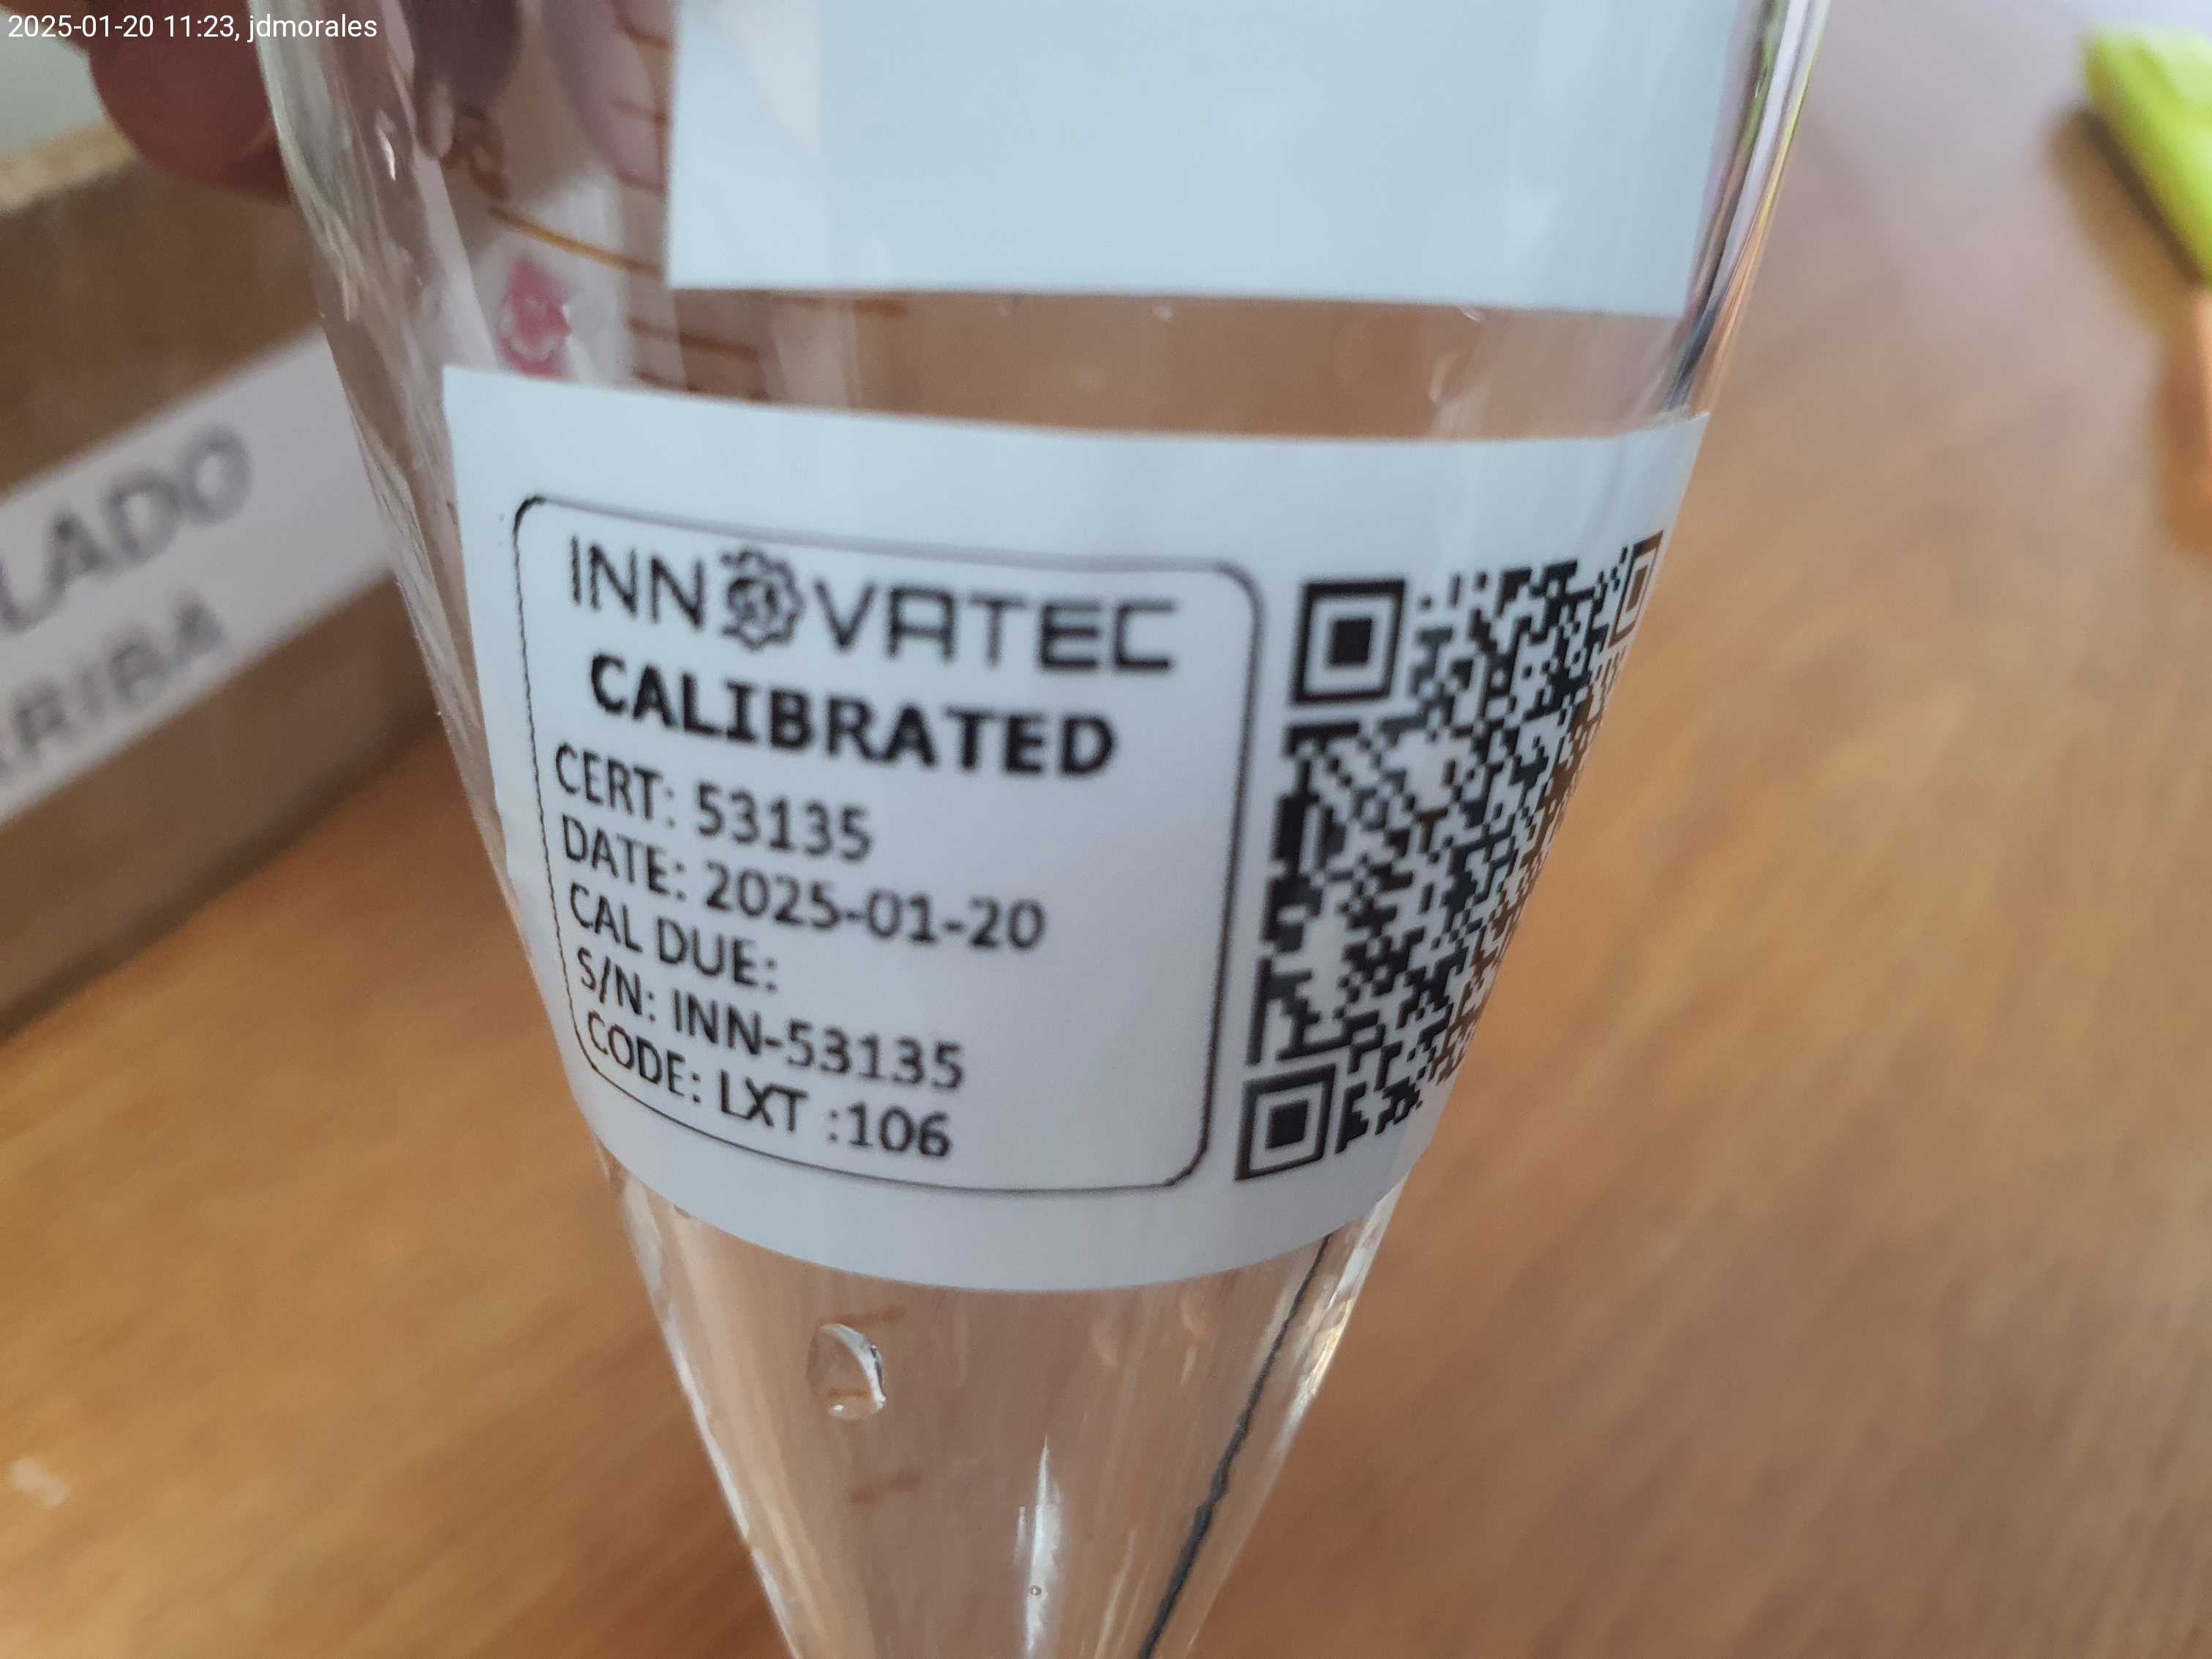 2025-01-20 11:23, jdmorales
LADO
RIBA
INNOVATEC
CALIBRATED
CERT: 53135
DATE: 2025-01-20
CAL DUE:
S/N: INN-53135
CODE: LXT :106